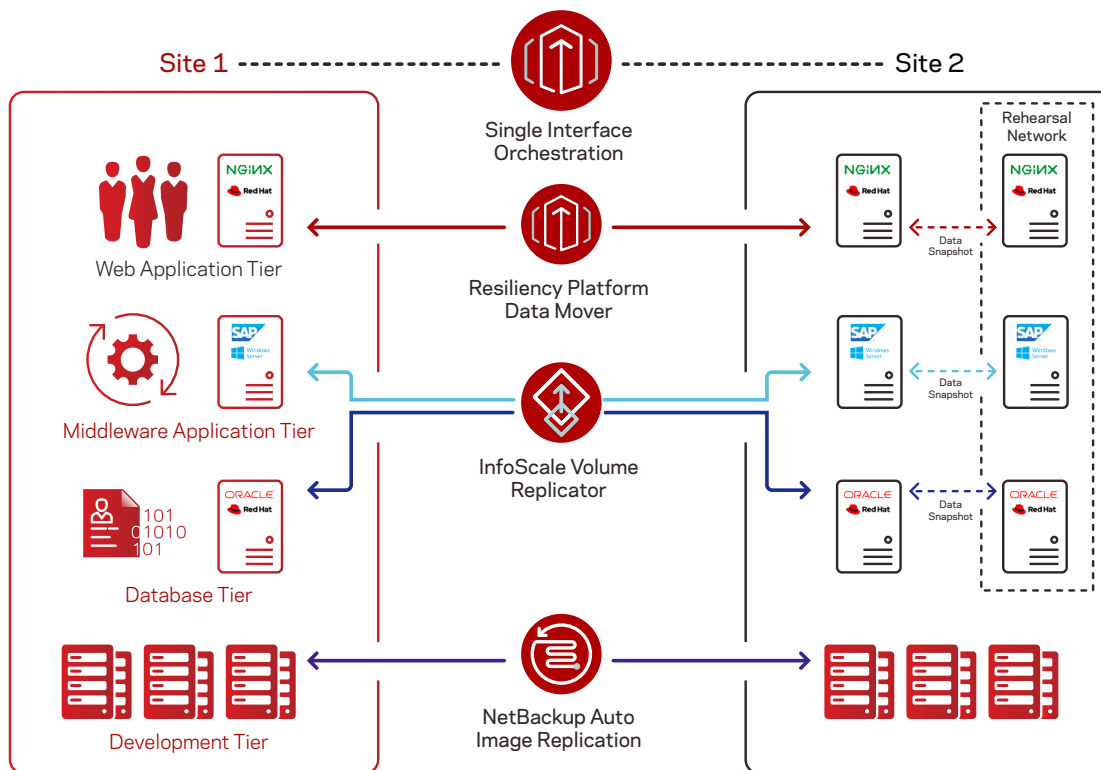 Site 1
Site 2
Single Interface
Orchestration
Rehearsal
Network
NGINX
Red Hat
Web Application Tier
Resiliency Platform
Data Mover
NGINX
Red Hat
Data
Snapshot
NGINX
Red Hat
SAP
Windows
Server
Middleware Application Tier
SAP
Windows
Server
Data
Snapshot
SAP
Windows
Server
InfoScale Volume
Replicator
101
01010
101
ORACLE
Red Hat
Database Tier
ORACLE
Red Hat
Data
Snapshot
ORACLE
Red Hat
Development Tier
NetBackup Auto
Image Replication